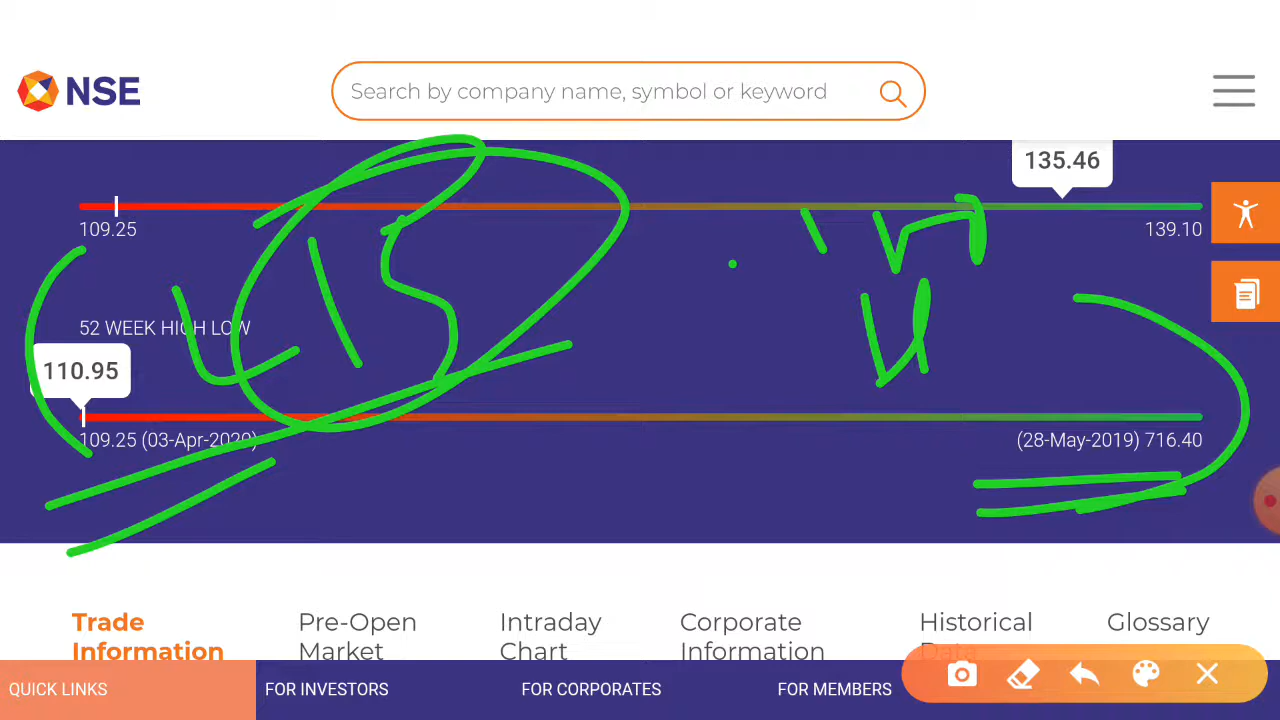 NSE
Search by company name, symbol or keyword
135.46
109.25
139.10
15
52 WEEK HIGH LOW
110.95
109.25 (03-Apr-2020)
(28-May-2019) 716.40
Trade Information
Pre-Open Market
Intraday Chart
Corporate Information
Historical Data
Glossary
QUICK LINKS
FOR INVESTORS
FOR CORPORATES
FOR MEMBERS